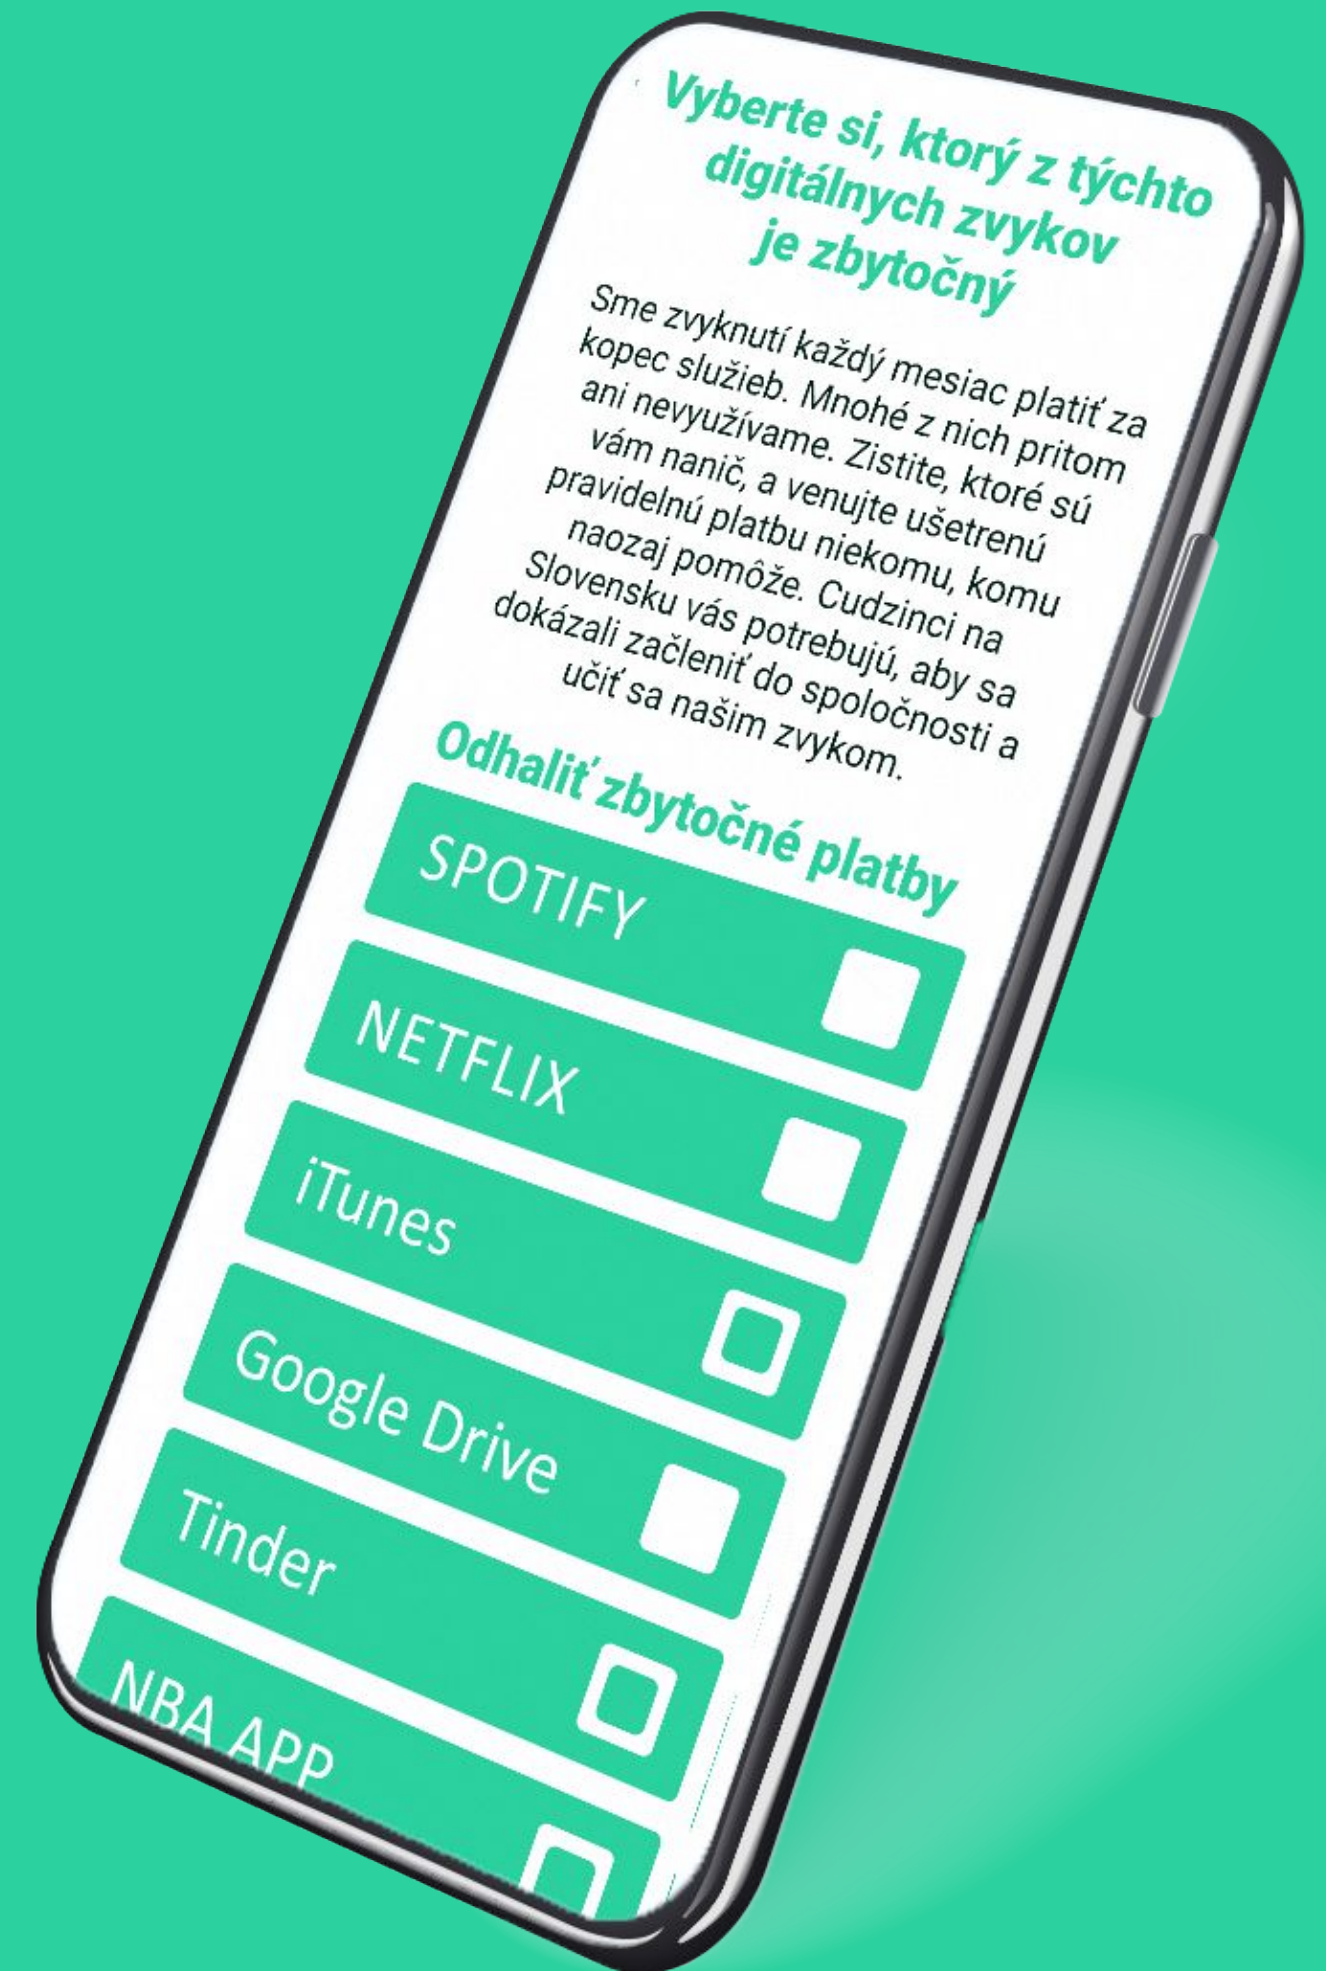 Vyberte si, ktorý z týchto
digitálnych zvykov
je zbytočný
Sme zvyknutí každý mesiac platiť za
kopec služieb. Mnohé z nich pritom
ani nevyužívame. Zistite, ktoré sú
vám nanič, a venujte ušetrenú
pravidelnú platbu niekomu, komu
naozaj pomôže. Cudzinci na
Slovensku vás potrebujú, aby sa
dokázali začleniť do spoločnosti a
učiť sa našim zvykom.
Odhaliť zbytočné platby
SPOTIFY
NETFLIX
iTunes
Google Drive
Tinder
NBA APP